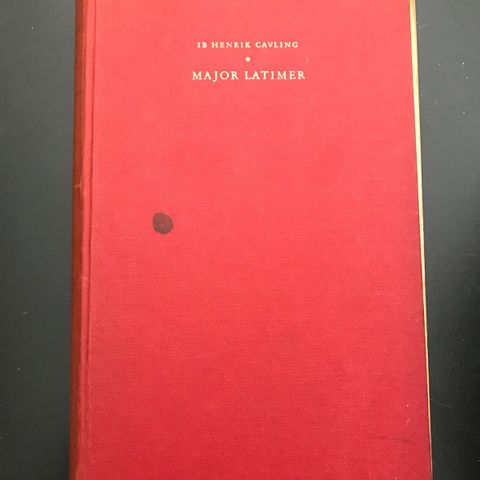 IB HENRIK CAVLING
MAJOR LATIMER